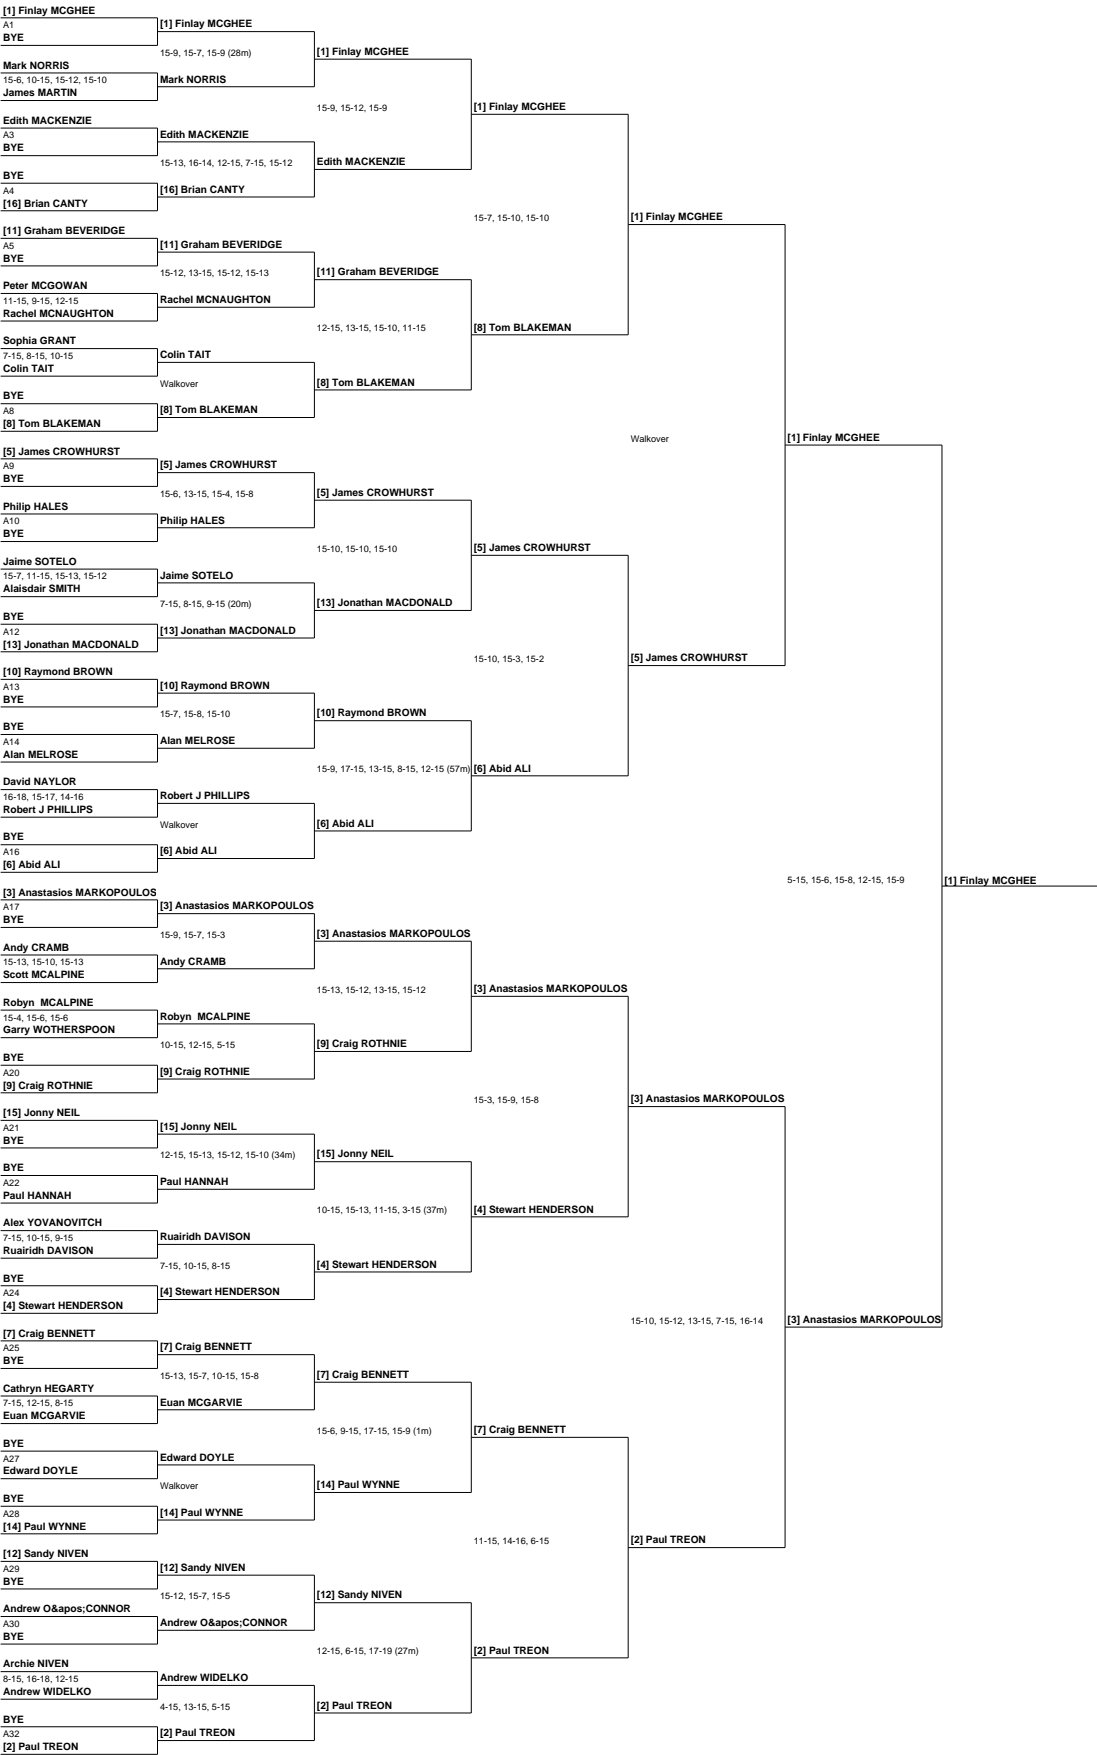 [1] Finlay MCGHEE
A1
BYE
Mark NORRIS
15-6, 10-15, 15-12, 15-10
James MARTIN
Edith MACKENZIE
A3
BYE
BYE
A4
[16] Brian CANTY
[11] Graham BEVERIDGE
A5
BYE
Peter MCGOWAN
11-15, 9-15, 12-15
Rachel MCNAUGHTON
Sophia GRANT
7-15, 8-15, 10-15
Colin TAIT
BYE
A8
[8] Tom BLAKEMAN
[5] James CROWHURST
A9
BYE
Philip HALES
A10
BYE
Jaime SOTELO
15-7, 11-15, 15-13, 15-12
Alaisdair SMITH
BYE
A12
[13] Jonathan MACDONALD
[10] Raymond BROWN
A13
BYE
BYE
A14
Alan MELROSE
David NAYLOR
16-18, 15-17, 14-16
Robert J PHILLIPS
BYE
A16
[6] Abid ALI
[3] Anastasios MARKOPOULOS
A17
BYE
Andy CRAMB
15-13, 15-10, 15-13
Scott MCALPINE
Robyn  MCALPINE
15-4, 15-6, 15-6
Garry WOTHERSPOON
BYE
A20
[9] Craig ROTHNIE
[15] Jonny NEIL
A21
BYE
BYE
A22
Paul HANNAH
Alex YOVANOVITCH
7-15, 10-15, 9-15
Ruairidh DAVISON
BYE
A24
[4] Stewart HENDERSON
[7] Craig BENNETT
A25
BYE
Cathryn HEGARTY
7-15, 12-15, 8-15
Euan MCGARVIE
BYE
A27
Edward DOYLE
BYE
A28
[14] Paul WYNNE
[12] Sandy NIVEN
A29
BYE
Andrew O&apos;CONNOR
A30
BYE
Archie NIVEN
8-15, 16-18, 12-15
Andrew WIDELKO
BYE
A32
[2] Paul TREON
[1] Finlay MCGHEE
15-9, 15-7, 15-9 (28m)
Mark NORRIS
Edith MACKENZIE
15-13, 16-14, 12-15, 7-15, 15-12
[16] Brian CANTY
[11] Graham BEVERIDGE
15-12, 13-15, 15-12, 15-13
Rachel MCNAUGHTON
Colin TAIT
Walkover
[8] Tom BLAKEMAN
[5] James CROWHURST
15-6, 13-15, 15-4, 15-8
Philip HALES
Jaime SOTELO
7-15, 8-15, 9-15 (20m)
[13] Jonathan MACDONALD
[10] Raymond BROWN
15-7, 15-8, 15-10
Alan MELROSE
Robert J PHILLIPS
Walkover
[6] Abid ALI
[3] Anastasios MARKOPOULOS
15-9, 15-7, 15-3
Andy CRAMB
Robyn  MCALPINE
10-15, 12-15, 5-15
[9] Craig ROTHNIE
[15] Jonny NEIL
12-15, 15-13, 15-12, 15-10 (34m)
Paul HANNAH
Ruairidh DAVISON
7-15, 10-15, 8-15
[4] Stewart HENDERSON
[7] Craig BENNETT
15-13, 15-7, 10-15, 15-8
Euan MCGARVIE
Edward DOYLE
Walkover
[14] Paul WYNNE
[12] Sandy NIVEN
15-12, 15-7, 15-5
Andrew O&apos;CONNOR
Andrew WIDELKO
4-15, 13-15, 5-15
[2] Paul TREON
[1] Finlay MCGHEE
15-9, 15-12, 15-9
Edith MACKENZIE
[11] Graham BEVERIDGE
12-15, 13-15, 15-10, 11-15
[8] Tom BLAKEMAN
[5] James CROWHURST
15-10, 15-10, 15-10
[13] Jonathan MACDONALD
[10] Raymond BROWN
15-9, 17-15, 13-15, 8-15, 12-15 (57m)
[6] Abid ALI
[3] Anastasios MARKOPOULOS
15-13, 15-12, 13-15, 15-12
[9] Craig ROTHNIE
[15] Jonny NEIL
10-15, 15-13, 11-15, 3-15 (37m)
[4] Stewart HENDERSON
[7] Craig BENNETT
15-6, 9-15, 17-15, 15-9 (1m)
[14] Paul WYNNE
[12] Sandy NIVEN
12-15, 6-15, 17-19 (27m)
[2] Paul TREON
[1] Finlay MCGHEE
15-7, 15-10, 15-10
[8] Tom BLAKEMAN
[5] James CROWHURST
15-10, 15-3, 15-2
[6] Abid ALI
[3] Anastasios MARKOPOULOS
15-3, 15-9, 15-8
[4] Stewart HENDERSON
[7] Craig BENNETT
11-15, 14-16, 6-15
[2] Paul TREON
[1] Finlay MCGHEE
Walkover
[5] James CROWHURST
[3] Anastasios MARKOPOULOS
15-10, 15-12, 13-15, 7-15, 16-14
[2] Paul TREON
[1] Finlay MCGHEE
5-15, 15-6, 15-8, 12-15, 15-9
[3] Anastasios MARKOPOULOS
[1] Finlay MCGHEE